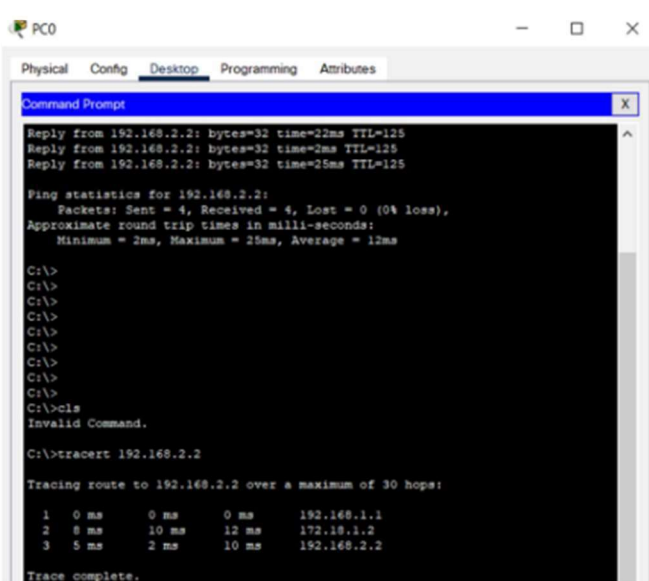 PC0
Physical Config Desktop Programming Attributes
Command Prompt
X
Reply from 192.168.2.2: bytes=32 time=22ms TTL=125
Reply from 192.168.2.2: bytes=32 time=2ms TTL=125
Reply from 192.168.2.2: bytes=32 time=25ms TTL=125
Ping statistics for 192.168.2.2:
Packets: Sent = 4, Received = 4, Lost = 0 (0% loss),
Approximate round trip times in milli-seconds:
Minimum = 2ms, Maximum = 25ms, Average = 12ms
C:\>
C:\>
C:\>
C:\>
C:\>
C:\>
C:\>
C:\>
C:\>
C:\>cls
Invalid Command.
C:\>tracert 192.168.2.2
Tracing route to 192.168.2.2 over a maximum of 30 hops:
1 0 ms 0 ms 0 ms 192.168.1.1
2 8 ms 10 ms 12 ms 172.18.1.2
3 5 ms 2 ms 10 ms 192.168.2.2
Trace complete.